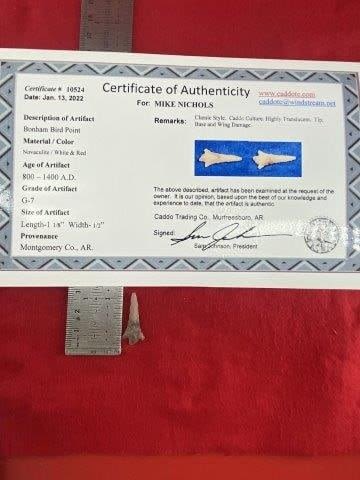 Certificate # 10524
Date: Jan. 13, 2022
Certificate of Authenticity
For: MIKE NICHOLS
www.caddotc.com
caddotc@windstream.net
Description of Artifact
Bonham Bird Point
Material / Color
Novaculite / White & Red
Age of Artifact
800 – 1400 A.D.
Grade of Artifact
G-7
Size of Artifact
Length-1 1/8" Width- 1/2"
Provenance
Montgomery Co., AR.
Remarks: Classic Style. Caddo Culture. Highly Translucent. Tip,
Base and Wing Damage.
The above described, artifact has been examined at the request of the
owner. It is our opinion, based upon the best of our knowledge and
experience to date, that the artifact is authentic.
Caddo Trading Co., Murfreesboro, AR.
Signed:
Sam Johnson, President